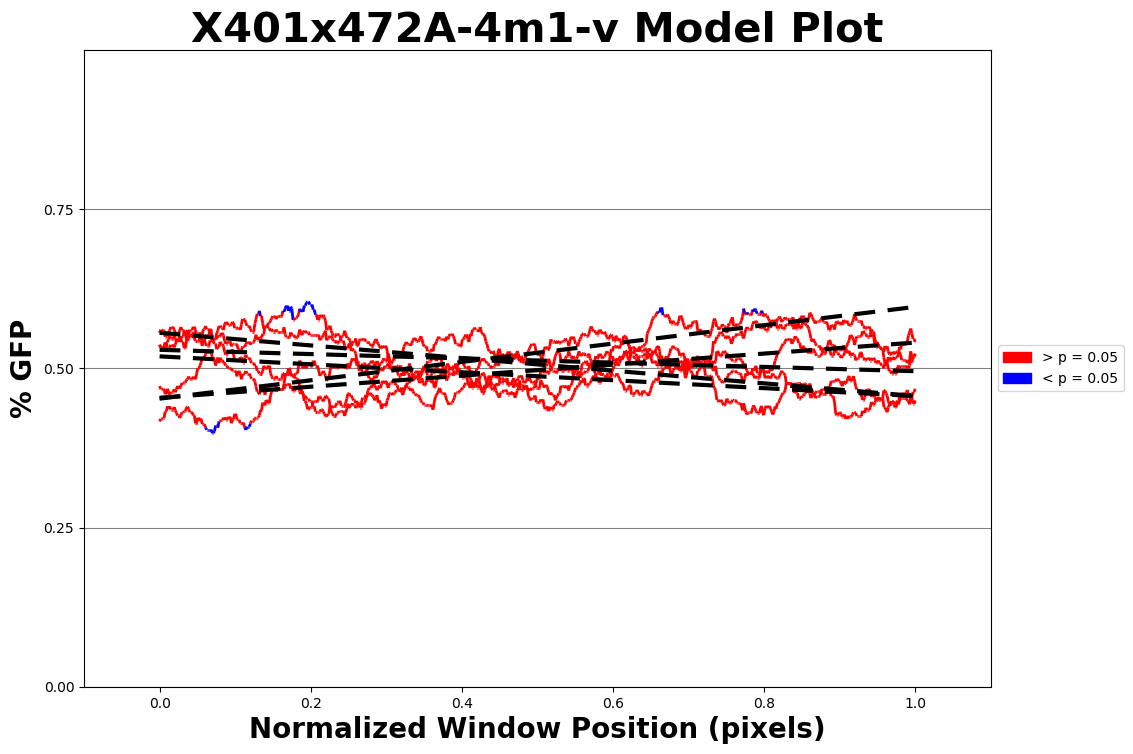 X401x472A-4m1-v Model Plot
% GFP
0.75
0.50
0.25
0.00
0.0 0.2 0.4 0.6 0.8 1.0
Normalized Window Position (pixels)
> p = 0.05
< p = 0.05